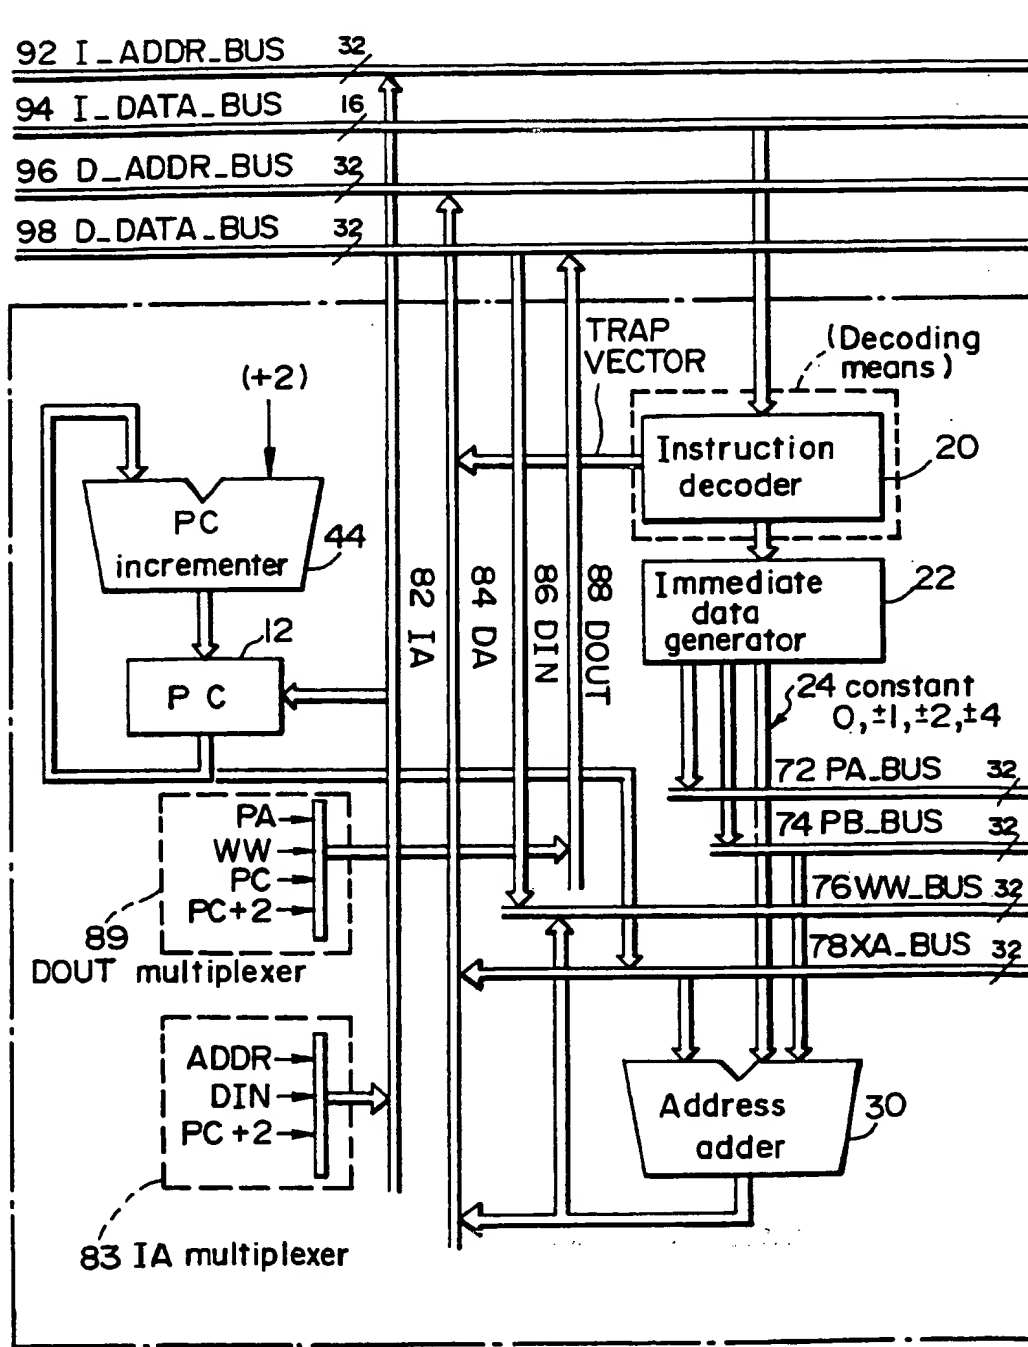 92 I_ADDR_BUS 32
94 I_DATA_BUS 16
96 D_ADDR_BUS 32
98 D_DATA_BUS 32
TRAP
VECTOR
(Decoding
means)
(+2)
Instruction
decoder
20
PC
incrementer
44
82 IA
84 DA
86 DIN
88 DOUT
Immediate
data
generator
22
12
PC
24 constant
0,±1,±2,±4
72 PA_BUS 32
74 PB_BUS 32
76 WW_BUS 32
78 XA_BUS 32
PA
WW
PC
PC+2
89
DOUT multiplexer
ADDR
DIN
PC+2
83 IA multiplexer
Address
adder
30